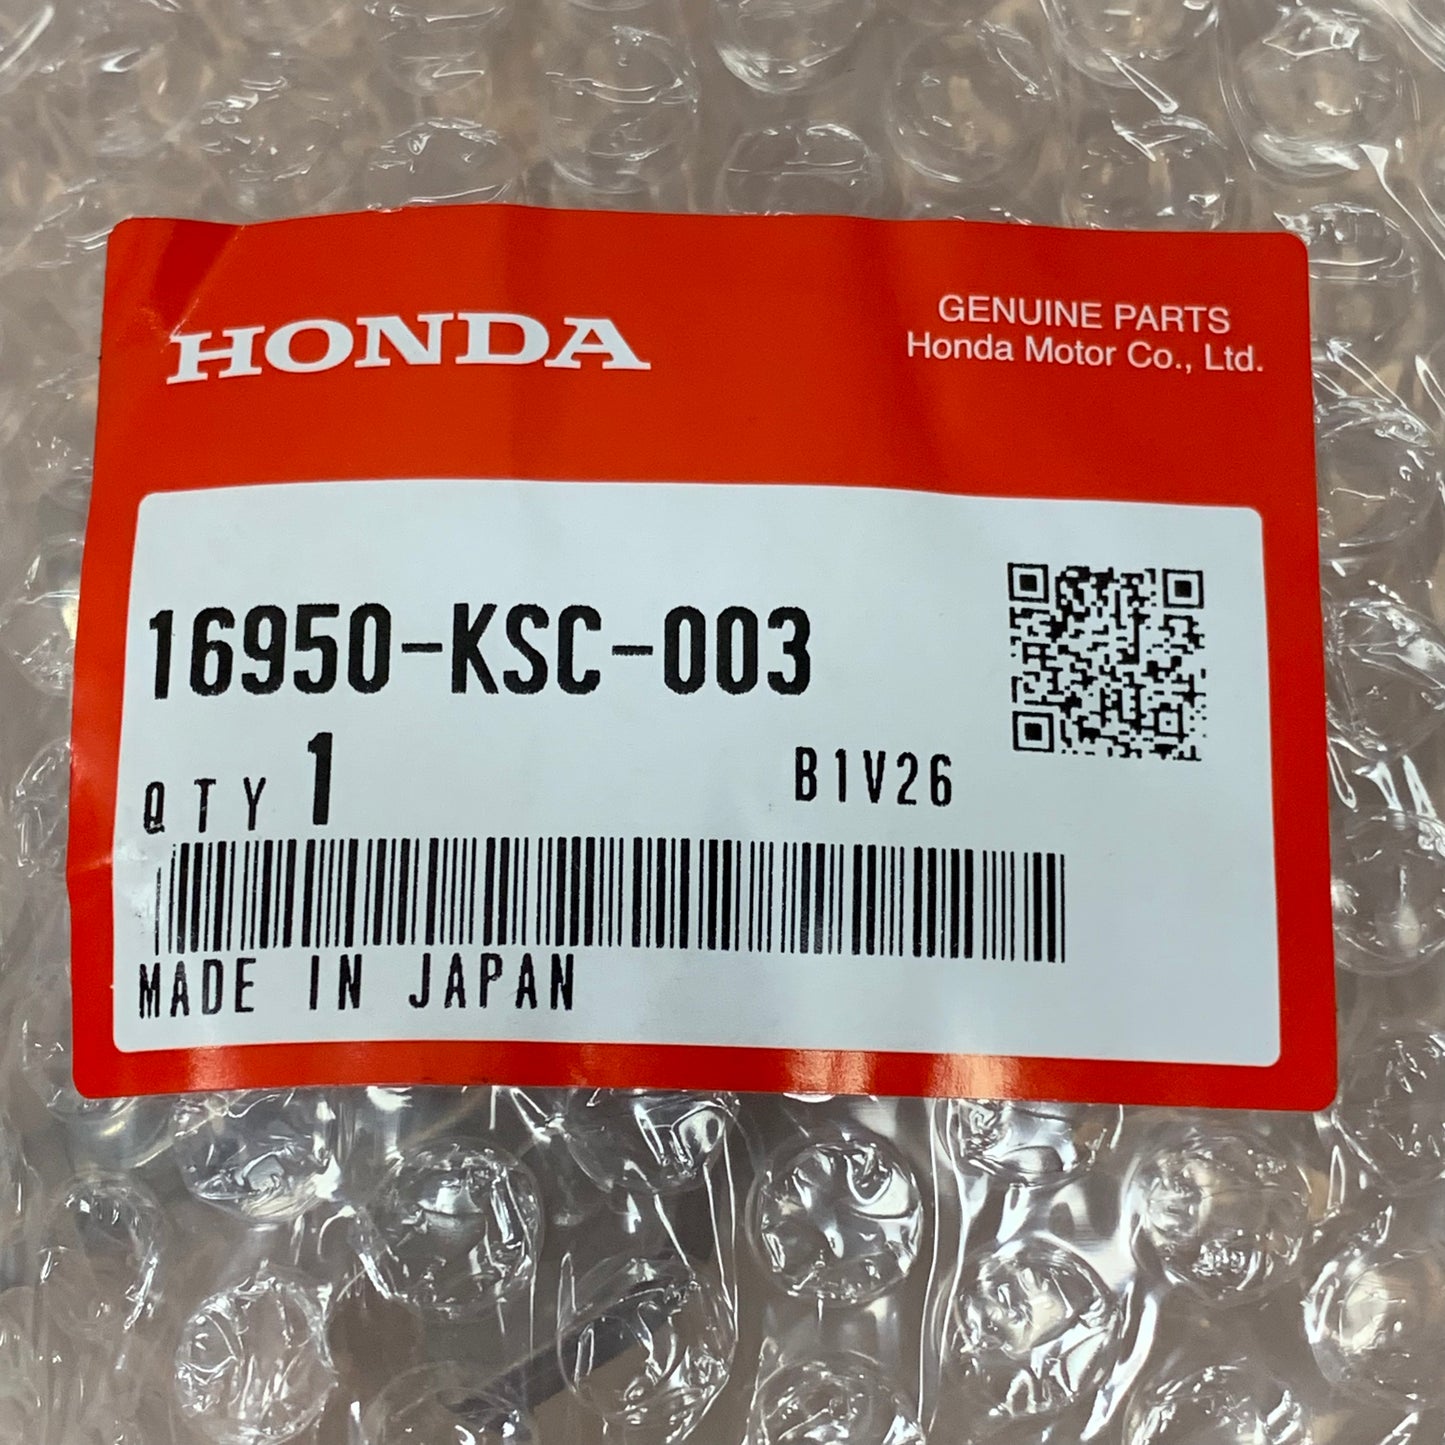 HONDA
GENUINE PARTS
Honda Motor Co., Ltd.
16950-KSC-003
QTY 1
B1V26
MADE IN JAPAN